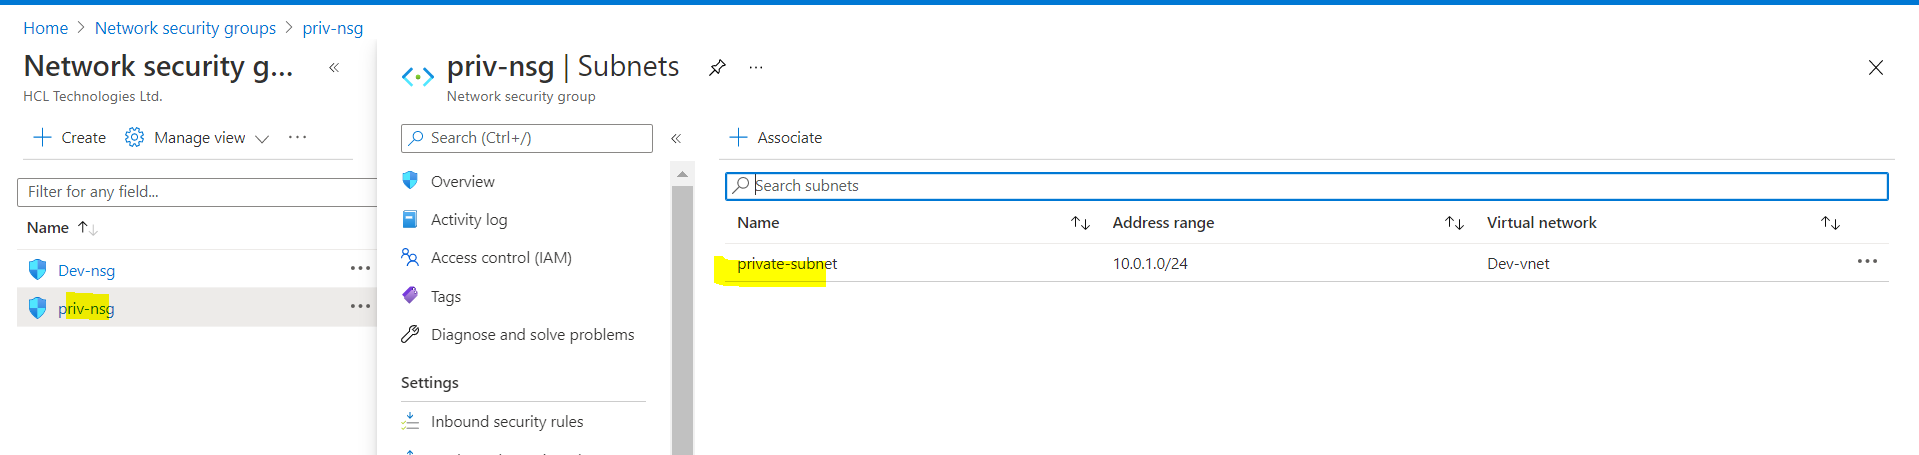 Home > Network security groups > priv-nsg
Network security g...
HCL Technologies Ltd.
Create Manage view
Filter for any field...
Name
Dev-nsg
priv-nsg
priv-nsg | Subnets
Network security group
Search (Ctrl+/)
Overview
Activity log
Access control (IAM)
Tags
Diagnose and solve problems
Settings
Inbound security rules
Associate
Search subnets
Name Address range Virtual network
private-subnet 10.0.1.0/24 Dev-vnet